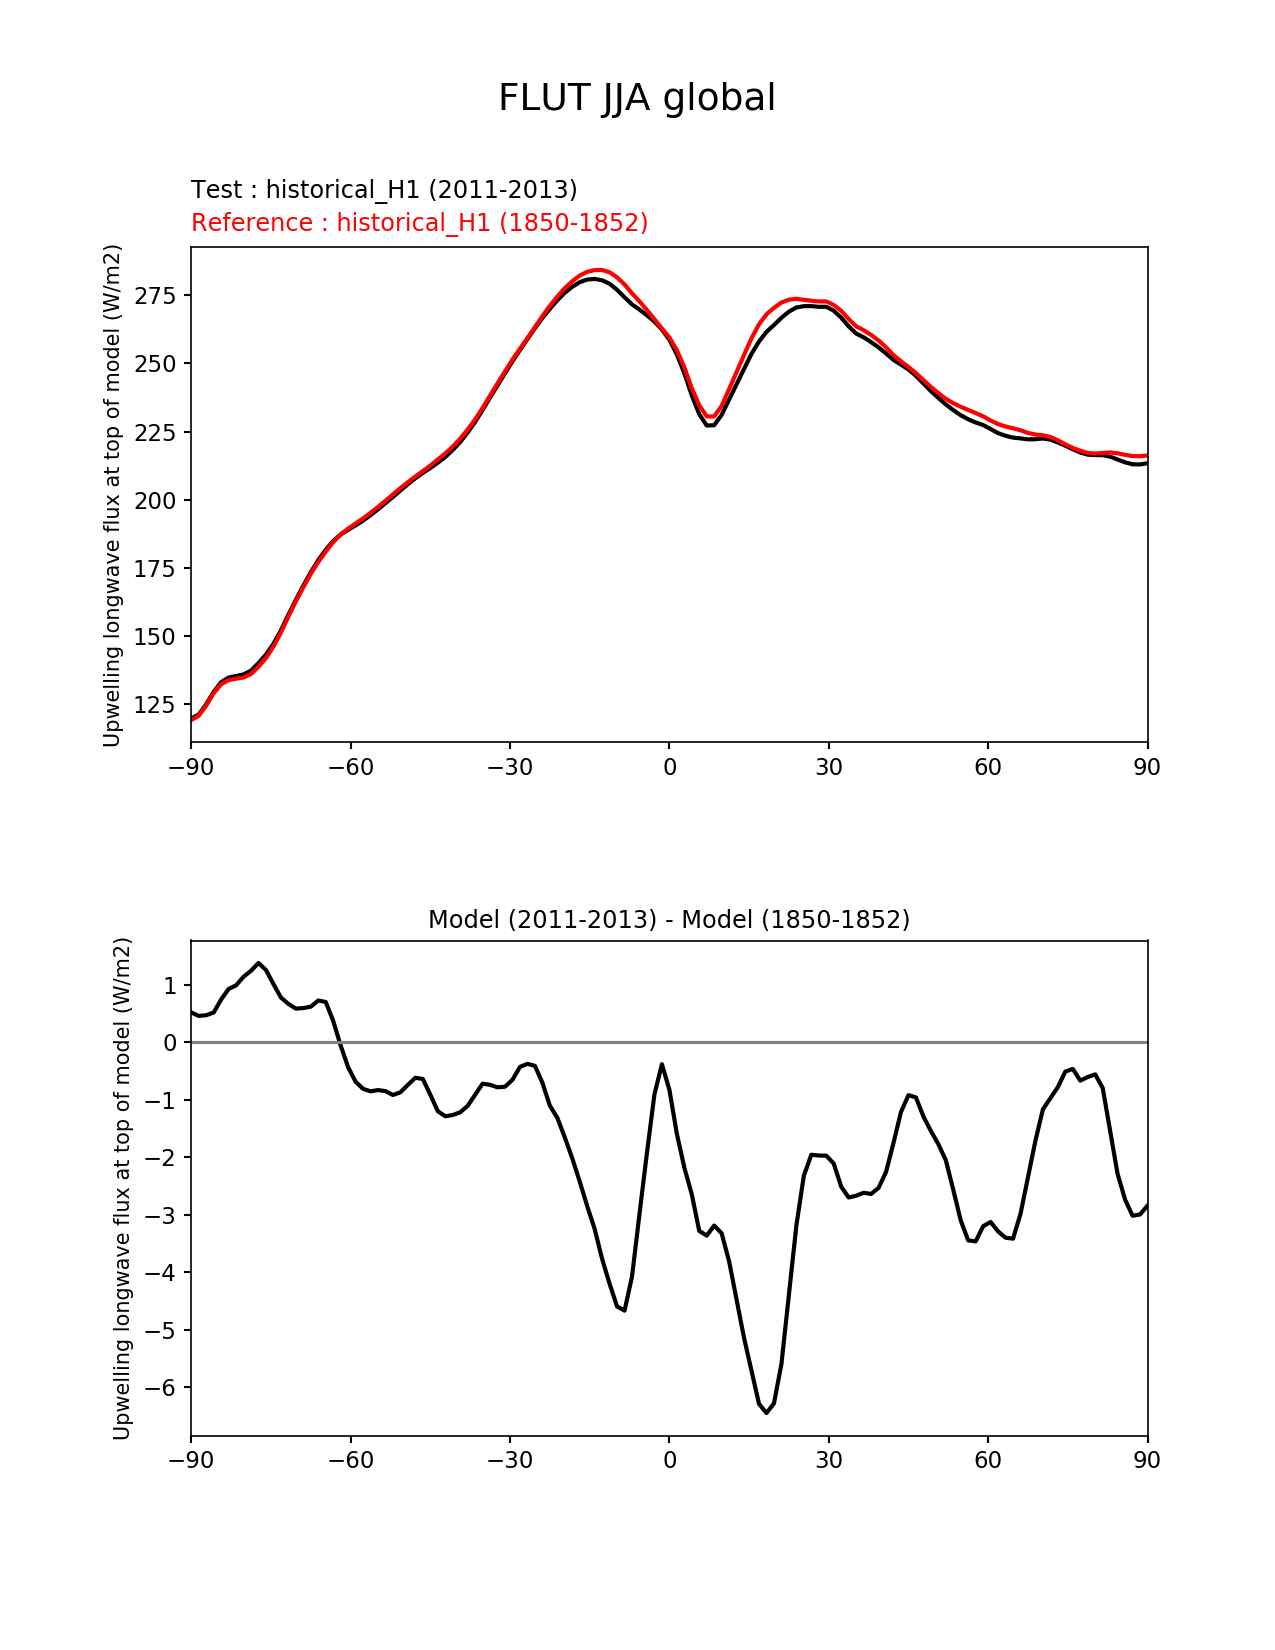 FLUT JJA global
Test : historical_H1 (2011-2013)
Reference : historical_H1 (1850-1852)
Upwelling longwave flux at top of model (W/m2)
275
250
225
200
175
150
125
−90 −60 −30 0 30 60 90
Model (2011-2013) - Model (1850-1852)
Upwelling longwave flux at top of model (W/m2)
1
0
−1
−2
−3
−4
−5
−6
−90 −60 −30 0 30 60 90